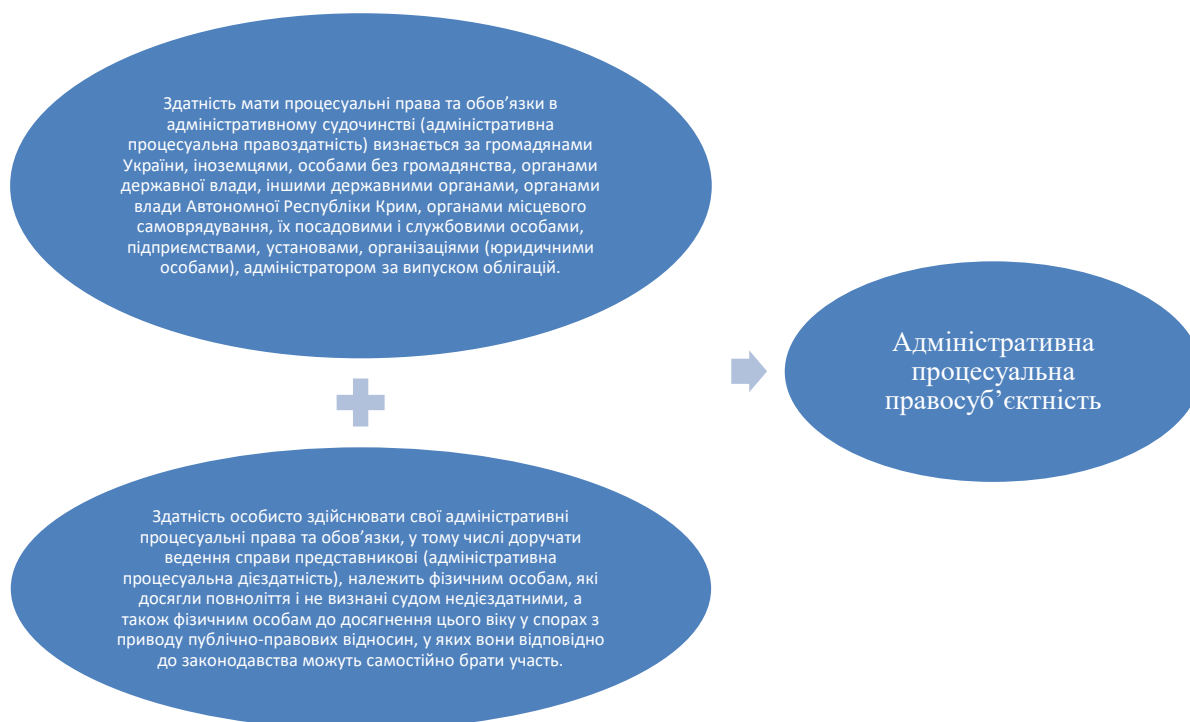 Здатність мати процесуальні права та обов’язки в
адміністративному судочинстві (адміністративна
процесуальна правоздатність) визнається за громадянами
України, іноземцями, особами без громадянства, органами
державної влади, іншими державними органами, органами
влади Автономної Республіки Крим, органами місцевого
самоврядування, їх посадовими і службовими особами,
підприємствами, установами, організаціями (юридичними
особами), адміністратором за випуском облігацій.
Здатність особисто здійснювати свої адміністративні
процесуальні права та обов’язки, у тому числі доручати
ведення справи представникові (адміністративна
процесуальна дієздатність), належить фізичним особам, які
досягли повноліття і не визнані судом недієздатними, а
також фізичним особам до досягнення цього віку у спорах з
приводу публічно-правових відносин, у яких вони відповідно
до законодавства можуть самостійно брати участь.
Адміністративна
процесуальна
правосуб’єктність